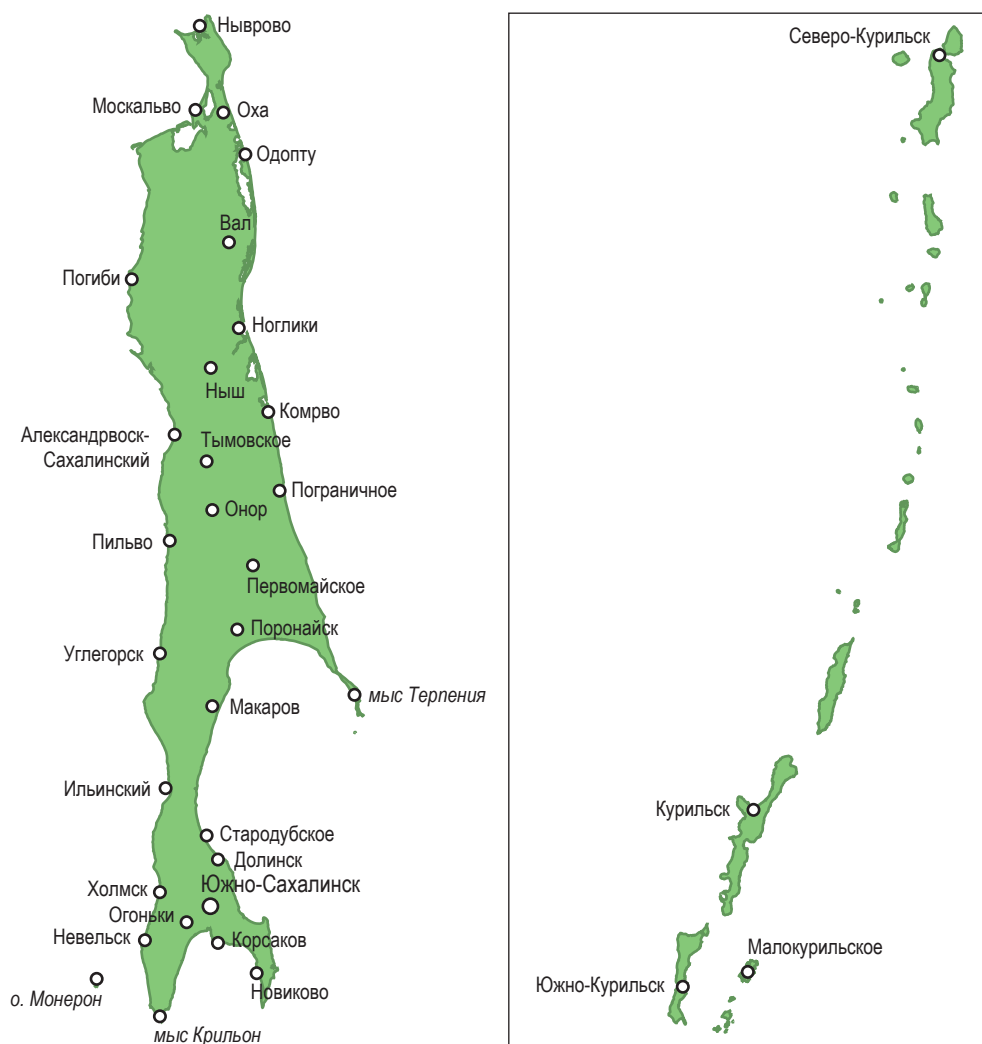 Ныврово
Москальво
Оха
Одопту
Вал
Погиби
Ноглики
Ныш
Комрво
Александрвоск-
Сахалинский
Тымовское
Пограничное
Онор
Пильво
Первомайское
Поронайск
Углегорск
мыс Терпения
Макаров
Ильинский
Стародубское
Долинск
Холмск
Южно-Сахалинск
Огоньки
Невельск
Корсаков
о. Монерон
Новиково
мыс Крильон
Северо-Курильск
Курильск
Малокурильское
Южно-Курильск